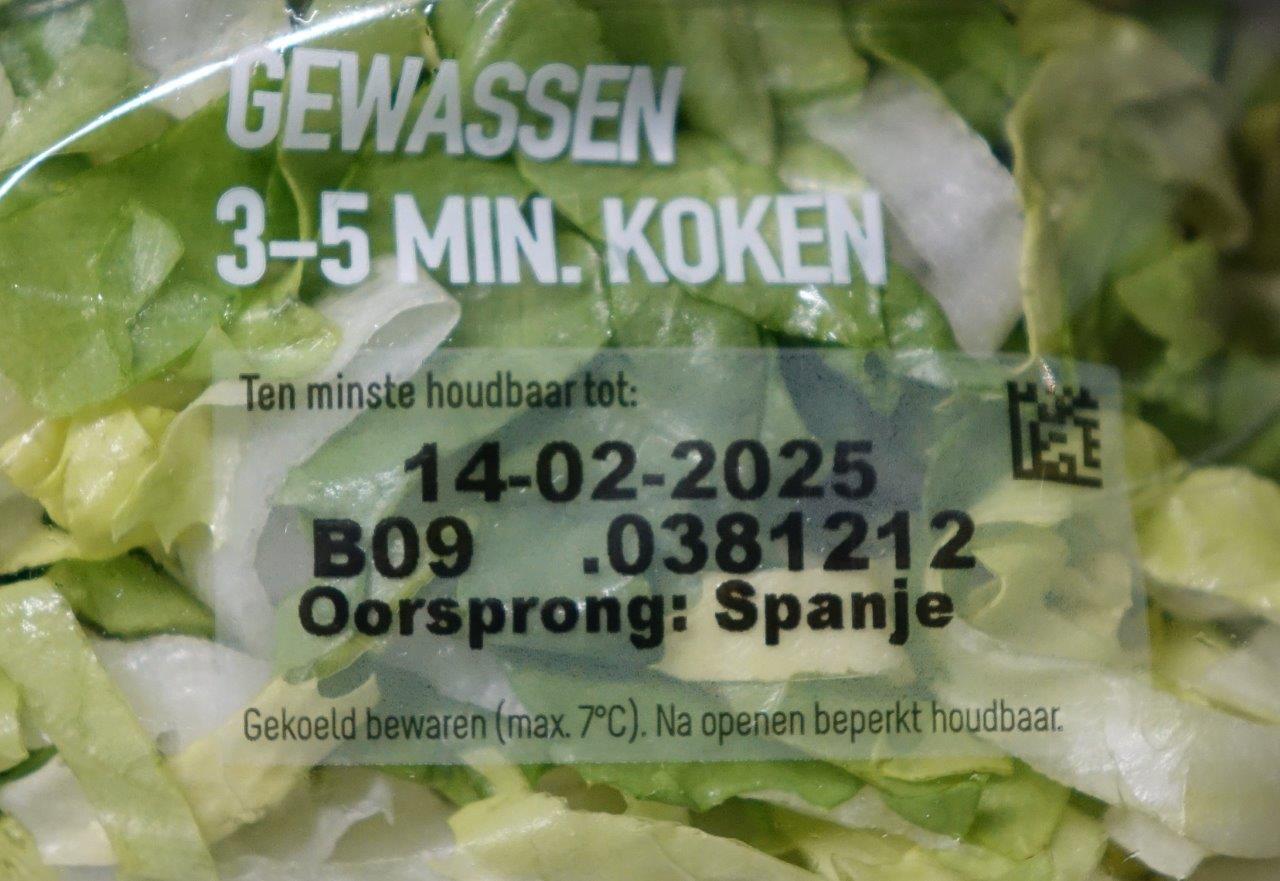 GEWASSEN
3–5 MIN. KOKEN
Ten minste houdbaar tot:
14-02-2025
B09 .0381212
Oorsprong: Spanje
Gekoeld bewaren (max. 7°C). Na openen beperkt houdbaar.